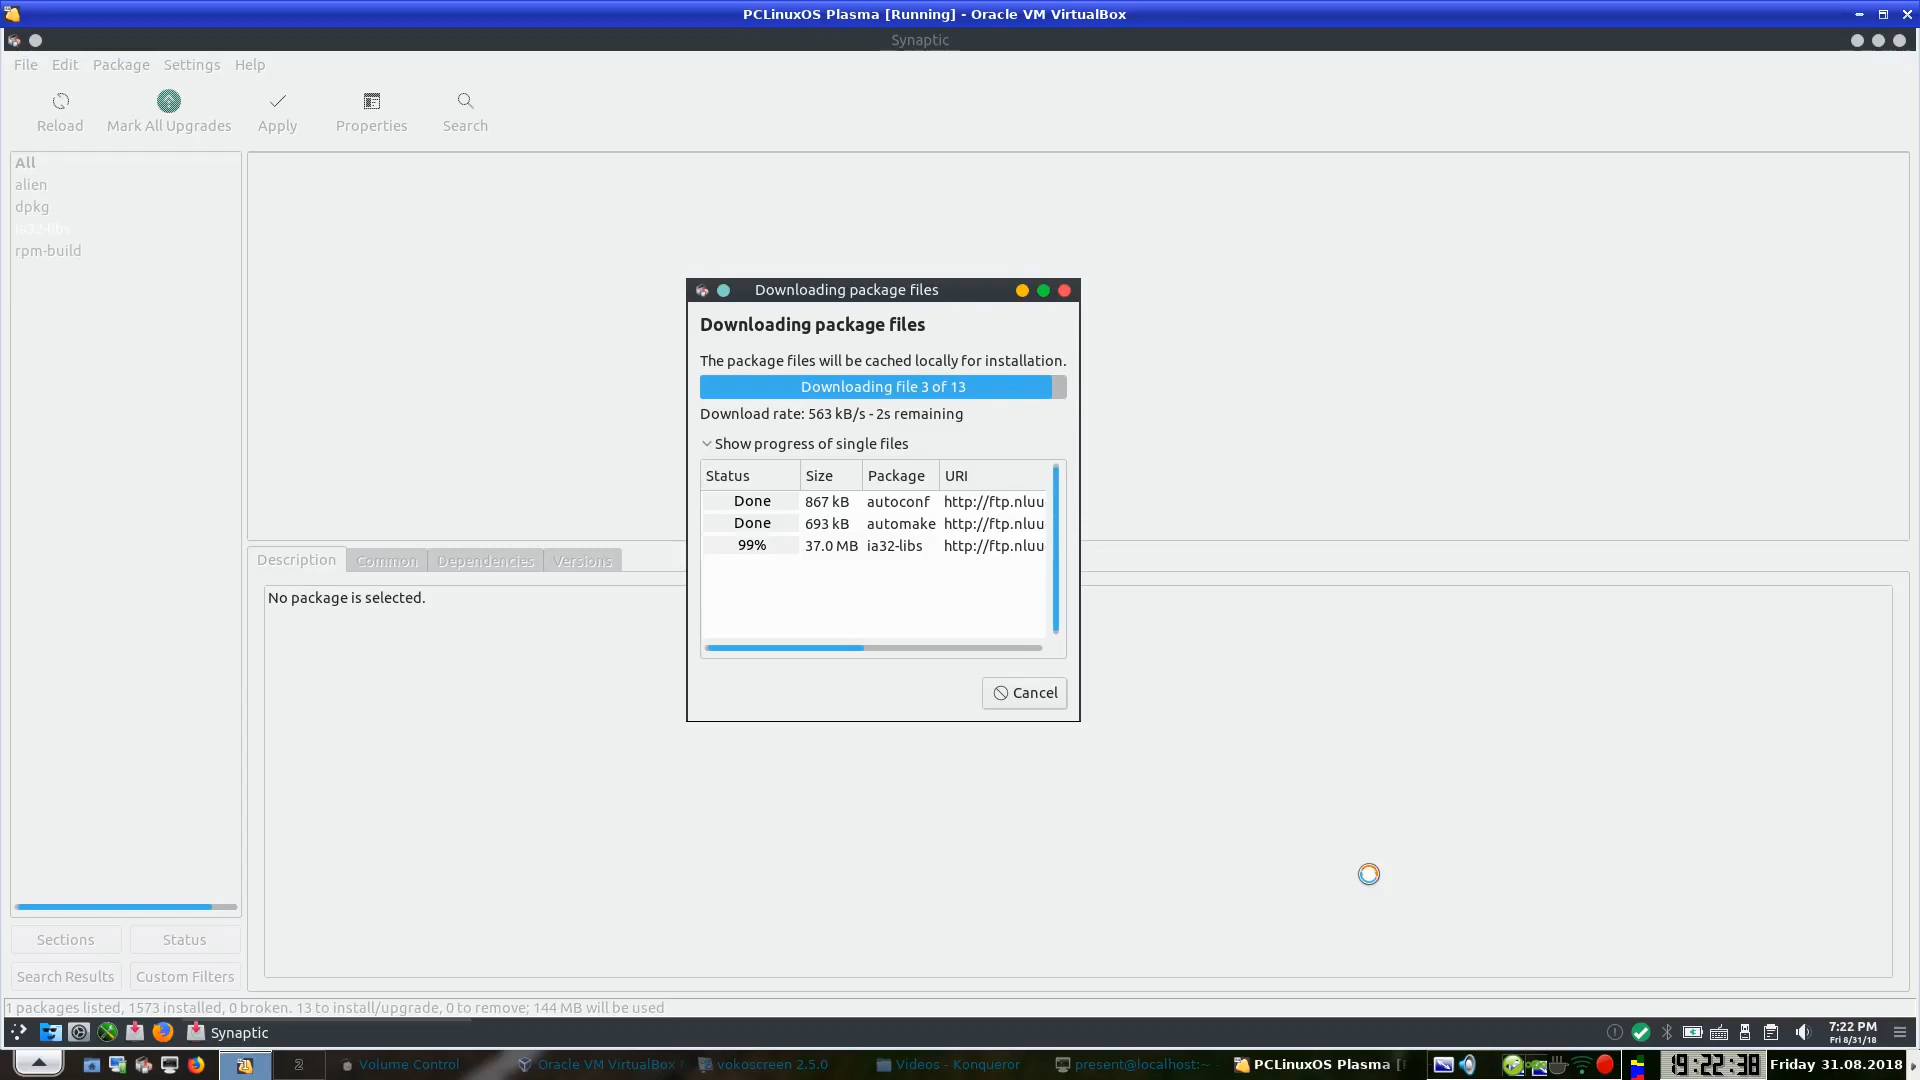 PCLinuxOS Plasma [Running] - Oracle VM VirtualBox
Synaptic
File Edit Package Settings Help
Reload Mark All Upgrades Apply Properties Search
All
alien
dpkg
ia32-libs
rpm-build
Downloading package files
Downloading package files
The package files will be cached locally for installation.
Downloading file 3 of 13
Download rate: 563 kB/s - 2s remaining
Show progress of single files
Status Size Package URI
Done 867 kB autoconf http://ftp.nluu
Done 693 kB automake http://ftp.nluu
99% 37.0 MB ia32-libs http://ftp.nluu
Cancel
Description Common Dependencies Versions
No package is selected.
Sections Status
Search Results Custom Filters
1 packages listed, 1573 installed, 0 broken. 13 to install/upgrade, 0 to remove; 144 MB will be used
Synaptic
7:22 PM
Fri 8/31/18
2 Volume Control Oracle VM VirtualBox vokoscreen 2.5.0 Videos - Konqueror present@localhost:~ PCLinuxOS Plasma [ 19:22:38 Friday 31.08.2018